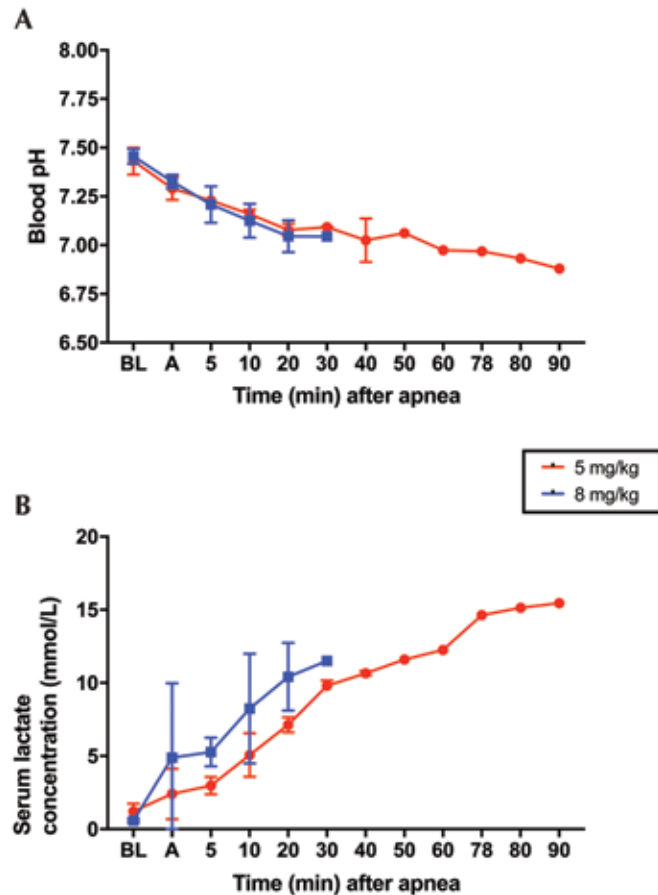 A
8.00
7.75
7.50
7.25
7.00
6.75
6.50
Blood pH
BL A 5 10 20 30 40 50 60 78 80 90
Time (min) after apnea
5 mg/kg
8 mg/kg
B
20
15
10
5
0
Serum lactate
concentration (mmol/L)
BL A 5 10 20 30 40 50 60 78 80 90
Time (min) after apnea